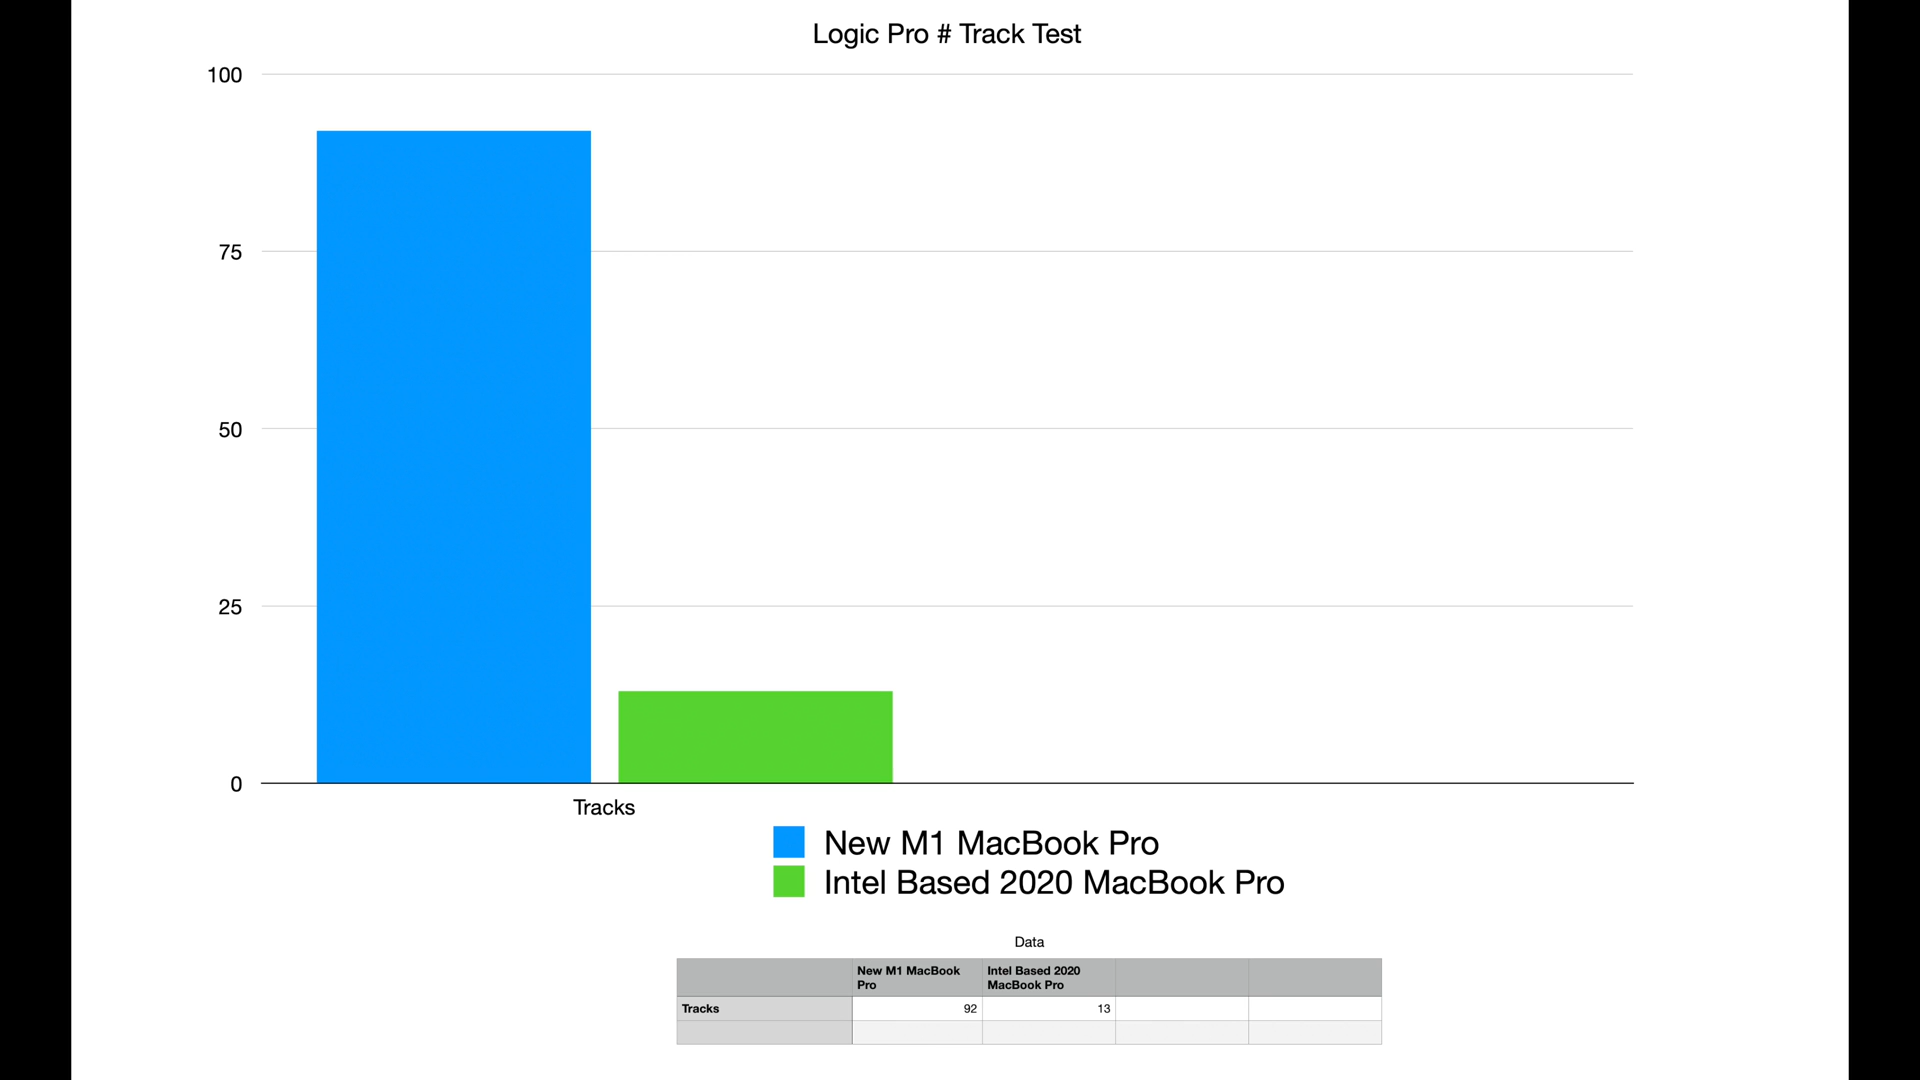 Logic Pro # Track Test
100
75
50
25
0
Tracks
New M1 MacBook Pro
Intel Based 2020 MacBook Pro
Data
New M1 MacBook Pro
Intel Based 2020 MacBook Pro
Tracks 92 13